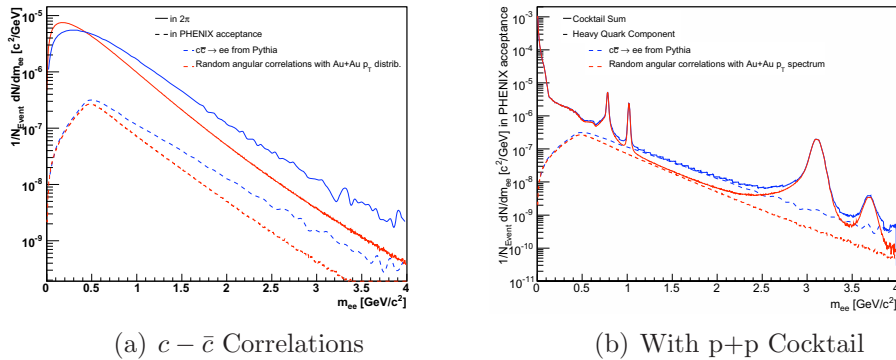 in 2π
in PHENIX acceptance
cc̅ → ee from Pythia
Random angular correlations with Au+Au p_T distrib.
1/N_Event dN/dm_ee [c²/GeV]
10⁻⁵
10⁻⁶
10⁻⁷
10⁻⁸
10⁻⁹
0 0.5 1 1.5 2 2.5 3 3.5 4
m_ee [GeV/c²]
(a) c − c̄ Correlations
Cocktail Sum
Heavy Quark Component
cc̅ → ee from Pythia
Random angular correlations with Au+Au p_T spectrum
1/N_Event dN/dm_ee [c²/GeV] in PHENIX acceptance
10⁻³
10⁻⁴
10⁻⁵
10⁻⁶
10⁻⁷
10⁻⁸
10⁻⁹
10⁻¹⁰
10⁻¹¹
0 0.5 1 1.5 2 2.5 3 3.5 4
m_ee [GeV/c²]
(b) With p+p Cocktail